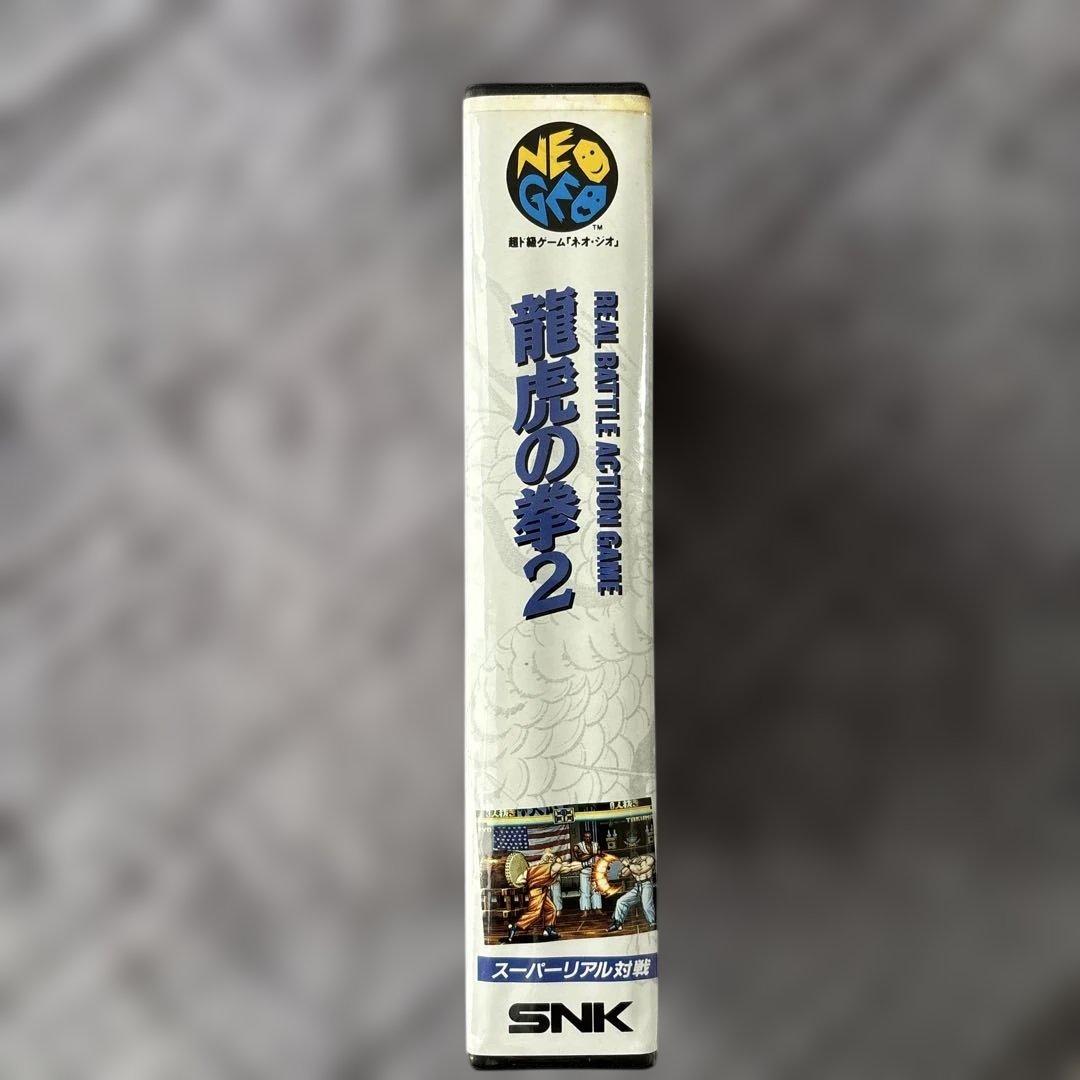 NEO
GEO
TM
超ド級ゲーム「ネオ・ジオ」
龍虎の拳2
REAL BATTLE ACTION GAME
スーパーリアル対戦
SNK